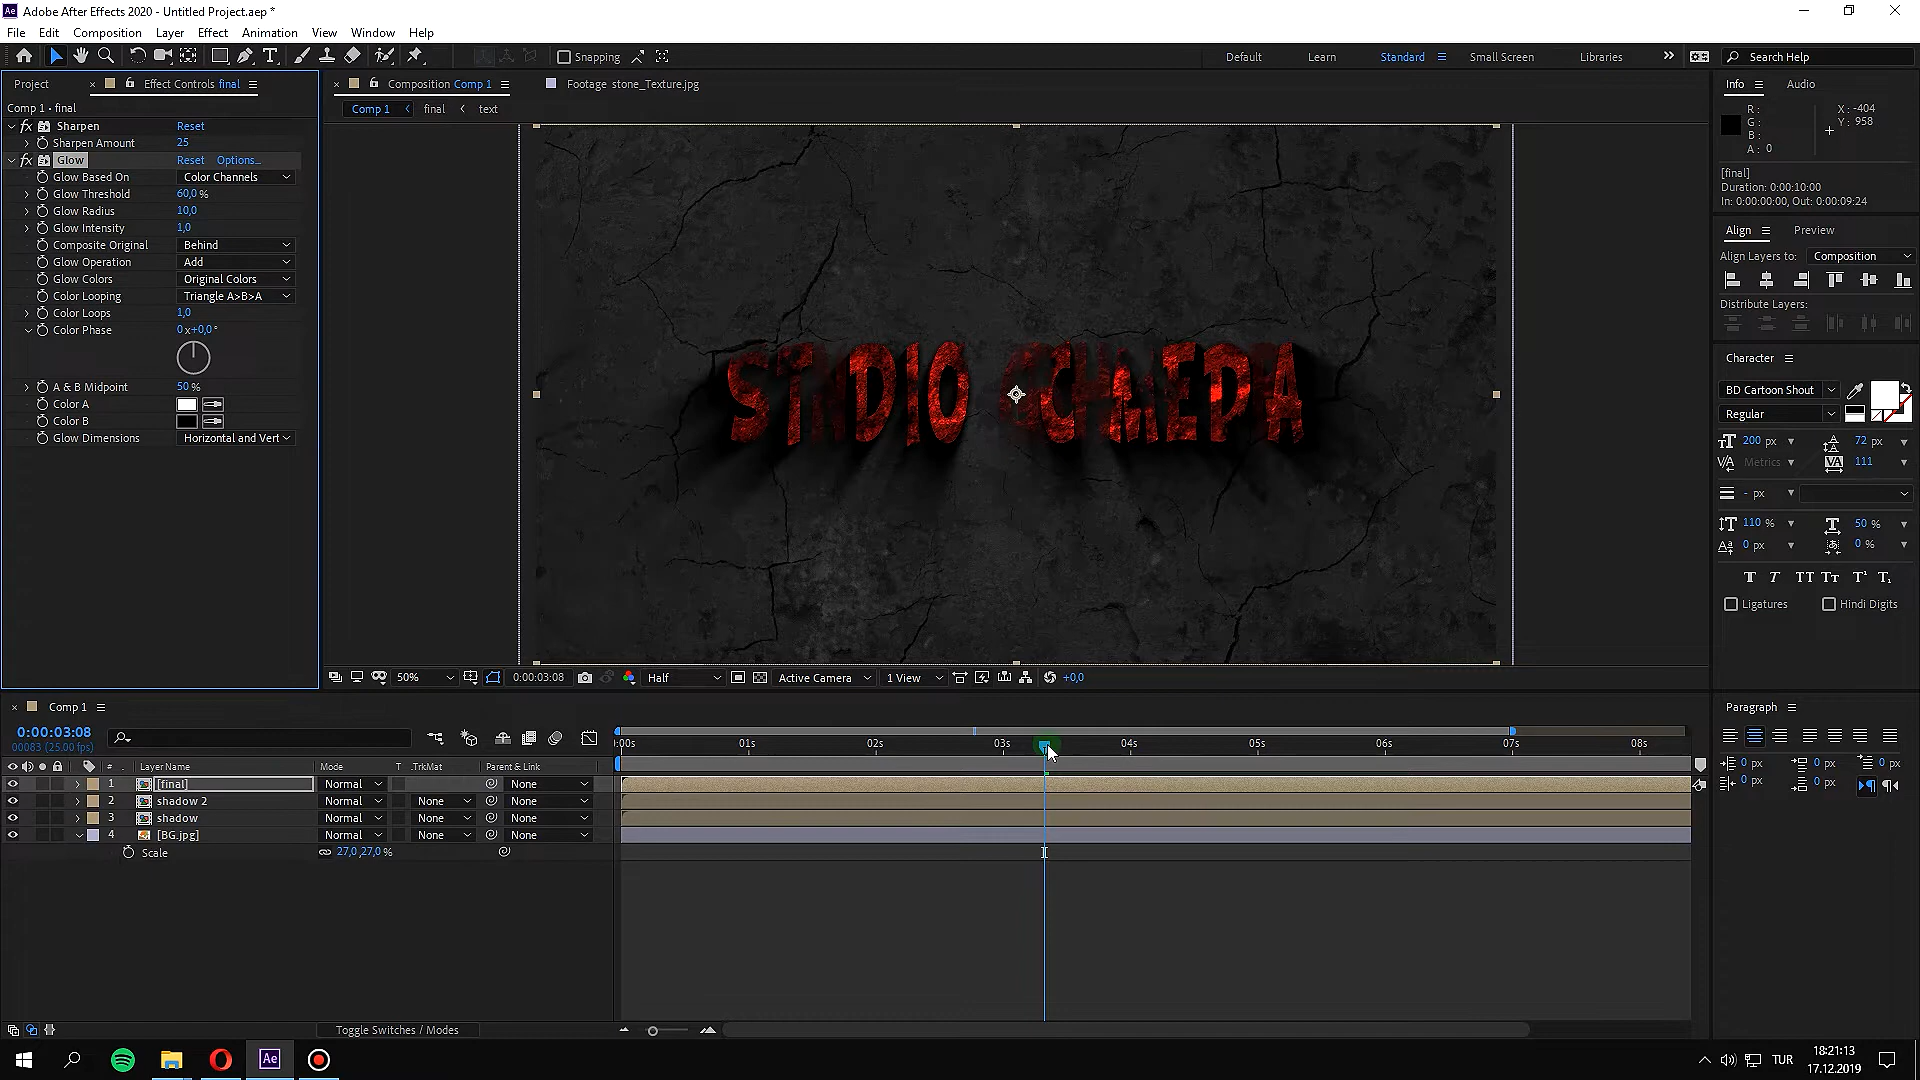 Adobe After Effects 2020 - Untitled Project.aep *
File Edit Composition Layer Effect Animation View Window Help
Snapping Default Learn Standard Small Screen Libraries Search Help
Project Effect Controls final Composition Comp 1 Footage stone_Texture.jpg Info Audio
Comp 1 • final Comp 1 final text
R: X: -404
G: Y: 958
B:
A: 0
fx Sharpen Reset
Sharpen Amount 25
fx Glow Reset Options...
Glow Based On Color Channels
Glow Threshold 60,0 %
Glow Radius 10,0
Glow Intensity 1,0
Composite Original Behind
Glow Operation Add
Glow Colors Original Colors
Color Looping Triangle A>B>A
Color Loops 1,0
Color Phase 0x+0,0°
A & B Midpoint 50 %
Color A
Color B
Glow Dimensions Horizontal and Vert
[final]
Duration: 0:00:10:00
In: 0:00:00:00, Out: 0:00:09:24
Align Preview
Align Layers to: Composition
Distribute Layers:
Character
BD Cartoon Shout
Regular
200 px 72 px
Metrics 111
- px
110 % 50 %
0 px 0 %
T T TT Tт T¹ T₁
Ligatures Hindi Digits
50% 0:00:03:08 Half Active Camera 1 View +0,0
Comp 1 Paragraph
0:00:03:08
00083 (25.00 fps)
:00s 01s 02s 03s 04s 05s 06s 07s 08s
# Layer Name Mode T .TrkMat Parent & Link
1 [final] Normal None
2 shadow 2 Normal None None
3 shadow Normal None None
4 [BG.jpg] Normal None None
Scale 27,0,27,0 %
0 px 0 px 0 px
0 px 0 px
Toggle Switches / Modes
Ae TUR 18:21:13
17.12.2019